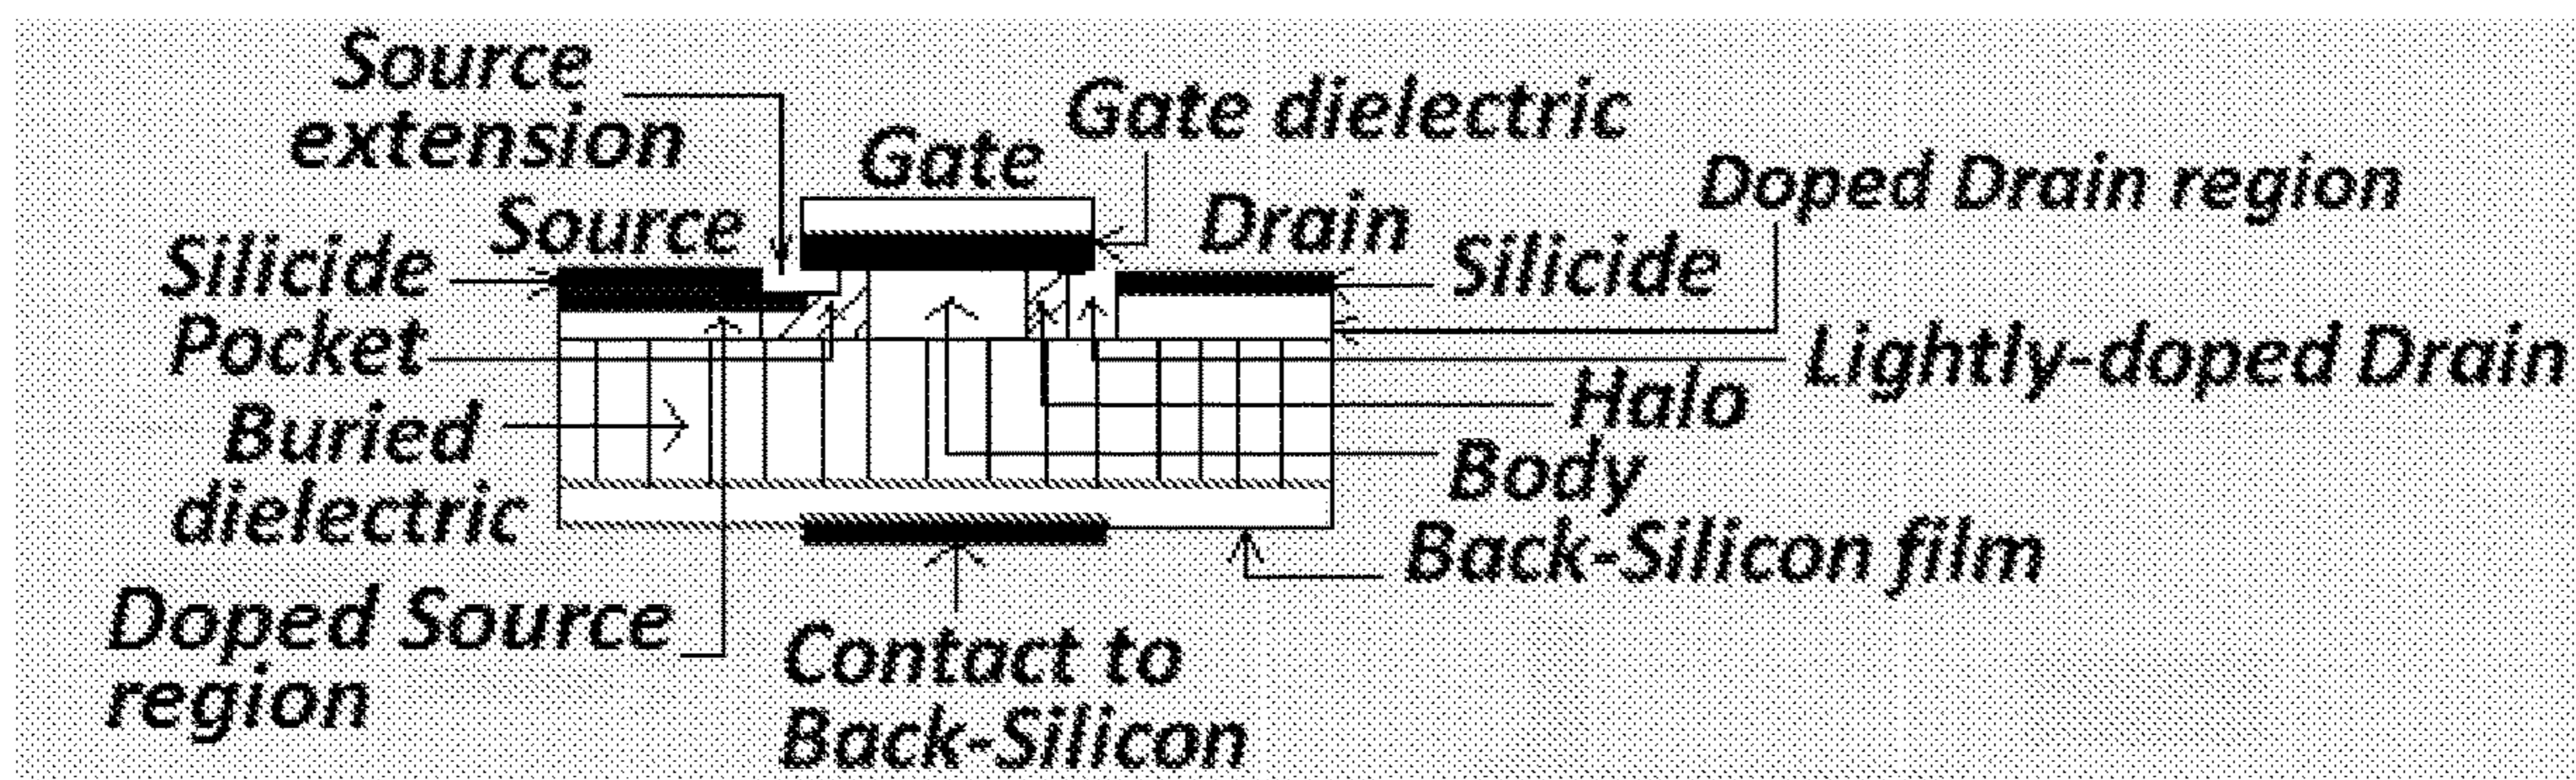 Source
extension
Gate dielectric
Gate
Doped Drain region
Source
Drain
Silicide
Silicide
Pocket
Lightly-doped Drain
Halo
Buried
dielectric
Body
Back-Silicon film
Doped Source
region
Contact to
Back-Silicon